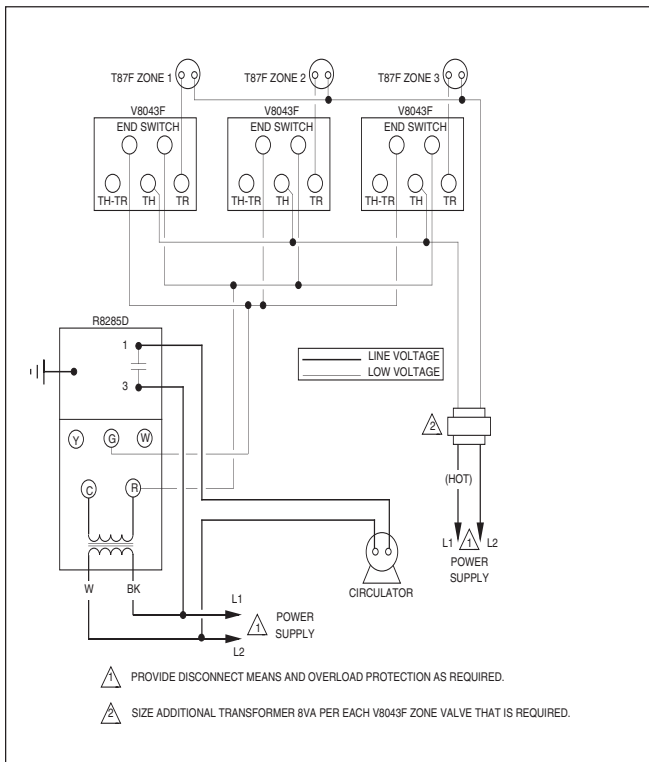 T87F ZONE 1 T87F ZONE 2 T87F ZONE 3
V8043F V8043F V8043F
END SWITCH END SWITCH END SWITCH
TH-TR TH TR TH-TR TH TR TH-TR TH TR
R8285D
1
3
LINE VOLTAGE
LOW VOLTAGE
Y G W
2
C R
(HOT)
L1 1 L2
POWER
SUPPLY
CIRCULATOR
W BK
L1
1 POWER
SUPPLY
L2
1 PROVIDE DISCONNECT MEANS AND OVERLOAD PROTECTION AS REQUIRED.
2 SIZE ADDITIONAL TRANSFORMER 8VA PER EACH V8043F ZONE VALVE THAT IS REQUIRED.